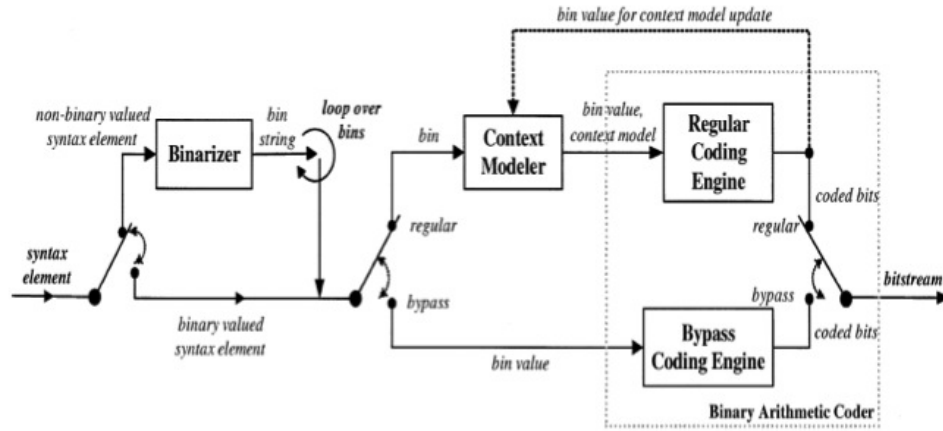 bin value for context model update
non-binary valued
syntax element
bin
string
loop over
bins
Binarizer
bin
Context
Modeler
bin value,
context model
Regular
Coding
Engine
coded bits
regular
regular
syntax
element
bitstream
binary valued
syntax element
bypass
bypass
coded bits
bin value
Bypass
Coding Engine
Binary Arithmetic Coder